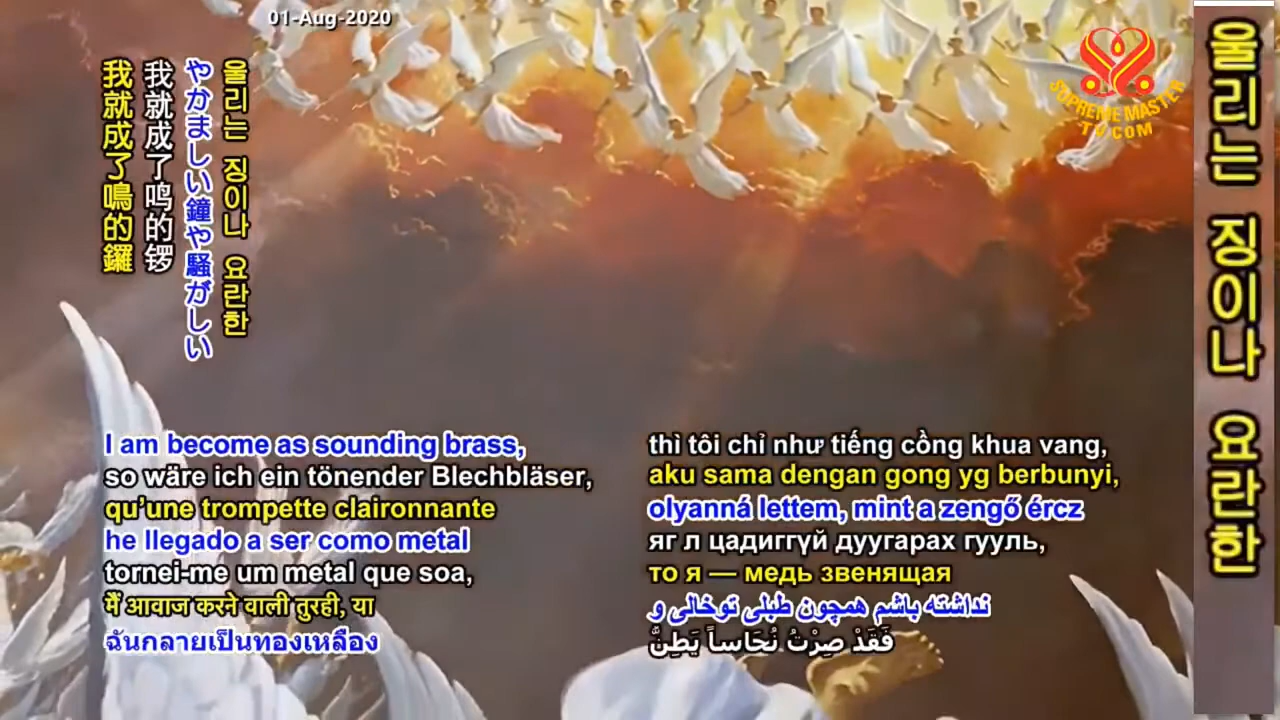 01-Aug-2020
SUPREME MASTER
TV.COM
울리는 징이나 요란한
やかましい鐘や騒がしい
我就成了鸣的锣
我就成了鳴的鑼
I am become as sounding brass,
so wäre ich ein tönender Blechbläser,
qu’une trompette claironnante
he llegado a ser como metal
tornei-me um metal que soa,
मैं आवाज करने वाली तुरही, या
ฉันกลายเป็นทองเหลือง
thì tôi chỉ như tiếng cồng khua vang,
aku sama dengan gong yg berbunyi,
olyanná lettem, mint a zengő ércz
яг л цадиггүй дуугарах гууль,
то я — медь звенящая
نداشته باشم همچون طبلی توخالی و
فَقَدْ صِرْتُ نُحَاساً يَطِنُّ
울리는 징이나 요란한